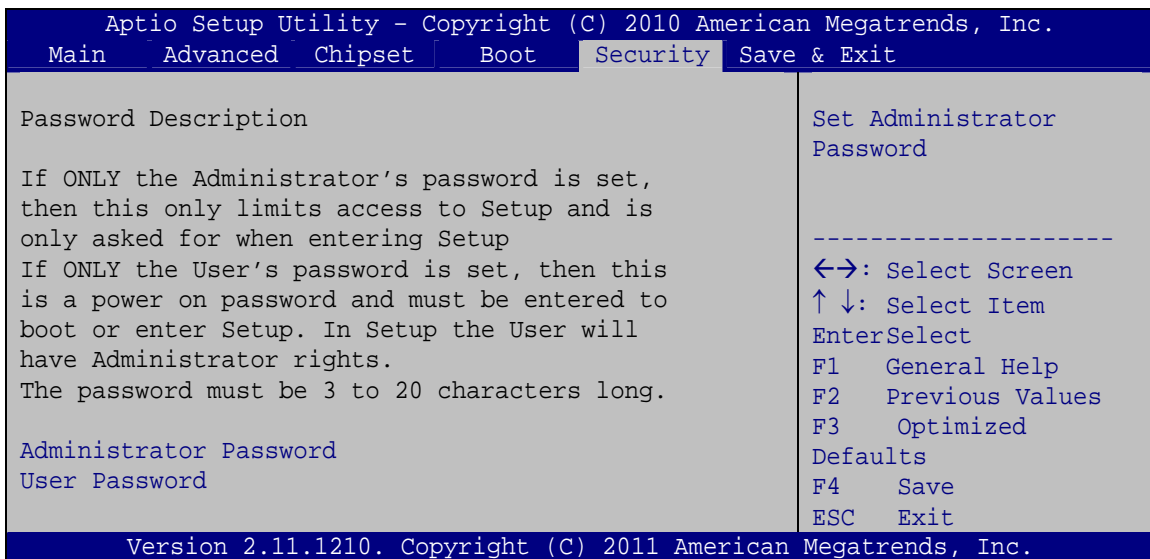 Aptio Setup Utility – Copyright (C) 2010 American Megatrends, Inc.
Main Advanced Chipset Boot Security Save & Exit
Password Description
If ONLY the Administrator’s password is set,
then this only limits access to Setup and is
only asked for when entering Setup
If ONLY the User’s password is set, then this
is a power on password and must be entered to
boot or enter Setup. In Setup the User will
have Administrator rights.
The password must be 3 to 20 characters long.
Administrator Password
User Password
Set Administrator
Password
---------------------
←→: Select Screen
↑ ↓: Select Item
EnterSelect
F1 General Help
F2 Previous Values
F3 Optimized
Defaults
F4 Save
ESC Exit
Version 2.11.1210. Copyright (C) 2011 American Megatrends, Inc.